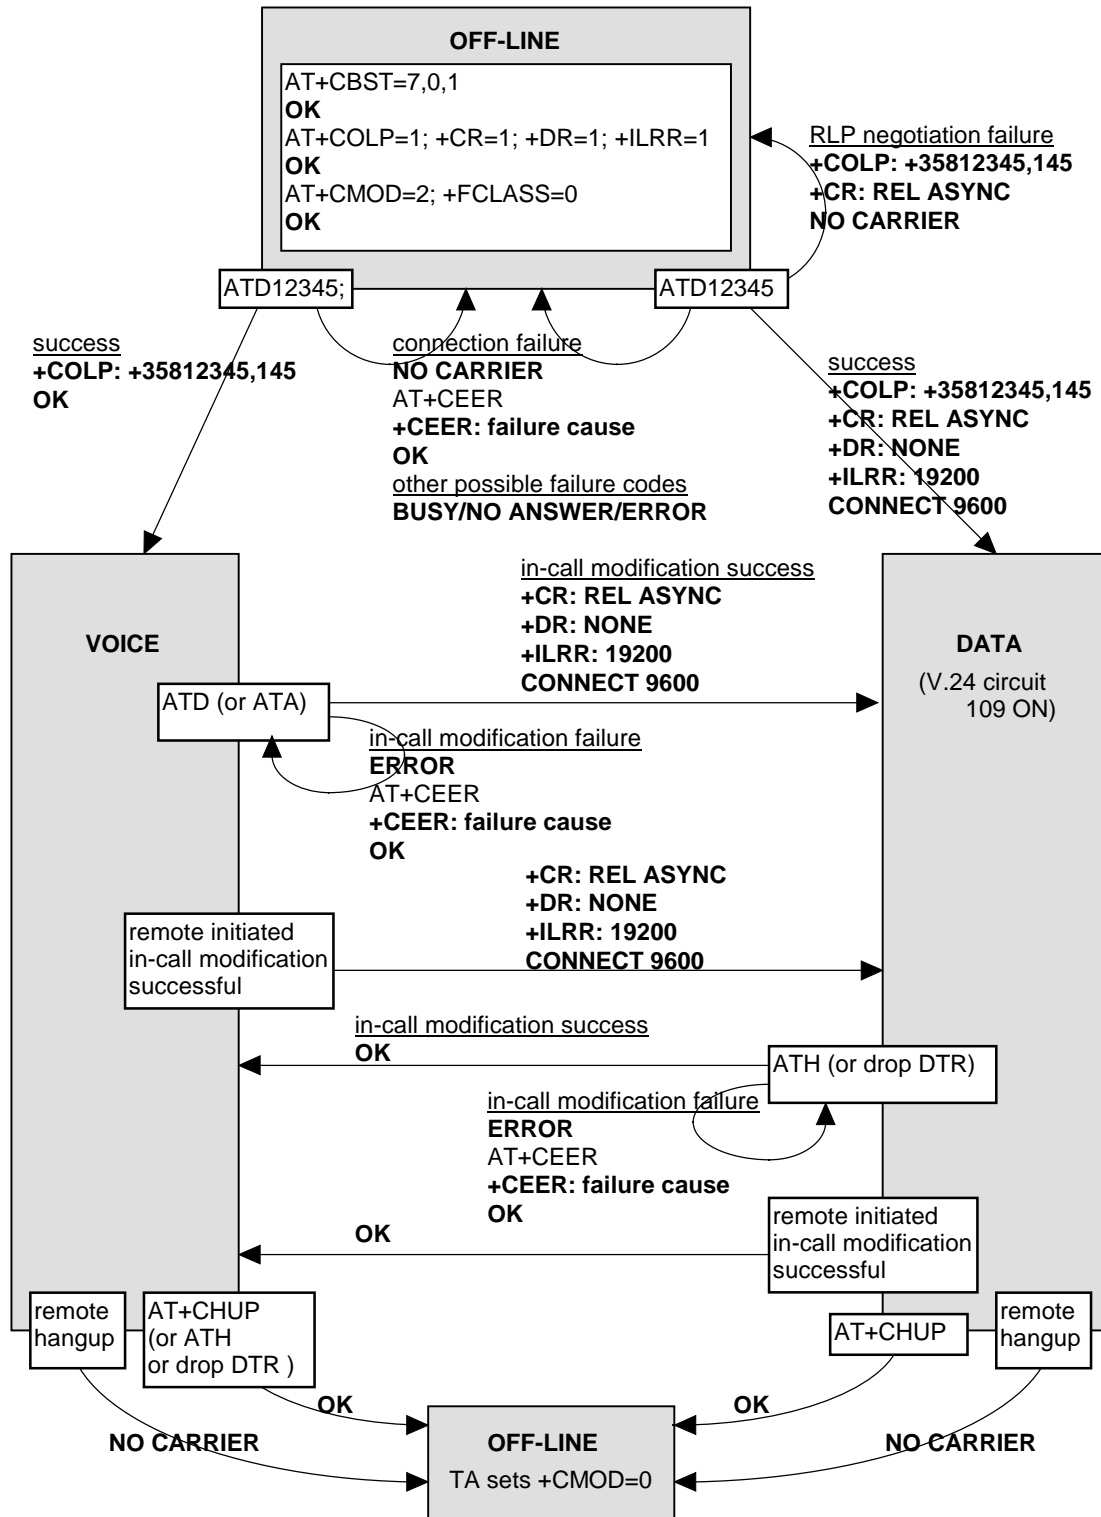 OFF-LINE
AT+CBST=7,0,1
OK
AT+COLP=1; +CR=1; +DR=1; +ILRR=1
OK
AT+CMOD=2; +FCLASS=0
OK
RLP negotiation failure
+COLP: +35812345,145
+CR: REL ASYNC
NO CARRIER
ATD12345;
ATD12345
success
+COLP: +35812345,145
OK
connection failure
NO CARRIER
AT+CEER
+CEER: failure cause
OK
other possible failure codes
BUSY/NO ANSWER/ERROR
success
+COLP: +35812345,145
+CR: REL ASYNC
+DR: NONE
+ILRR: 19200
CONNECT 9600
VOICE
in-call modification success
+CR: REL ASYNC
+DR: NONE
+ILRR: 19200
CONNECT 9600
DATA
(V.24 circuit
109 ON)
ATD (or ATA)
in-call modification failure
ERROR
AT+CEER
+CEER: failure cause
OK
+CR: REL ASYNC
+DR: NONE
+ILRR: 19200
CONNECT 9600
remote initiated
in-call modification
successful
in-call modification success
OK
ATH (or drop DTR)
in-call modification failure
ERROR
AT+CEER
+CEER: failure cause
OK
OK
remote initiated
in-call modification
successful
remote
hangup
AT+CHUP
(or ATH
or drop DTR )
AT+CHUP
remote
hangup
OK
OK
NO CARRIER
NO CARRIER
OFF-LINE
TA sets +CMOD=0